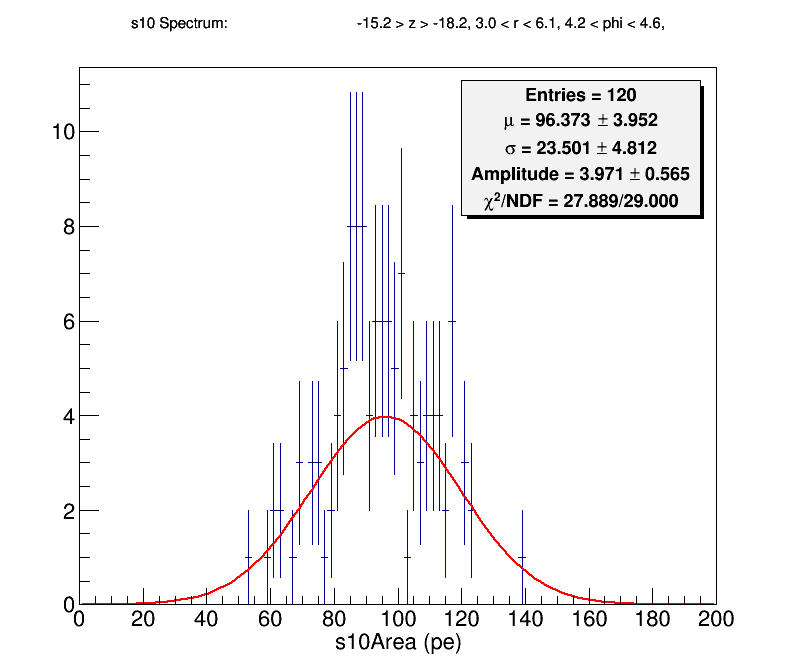 s10 Spectrum: -15.2 > z > -18.2, 3.0 < r < 6.1, 4.2 < phi < 4.6,
Entries = 120
μ = 96.373 ± 3.952
σ = 23.501 ± 4.812
Amplitude = 3.971 ± 0.565
χ²/NDF = 27.889/29.000
10
8
6
4
2
0
0 20 40 60 80 100 120 140 160 180 200
s10Area (pe)